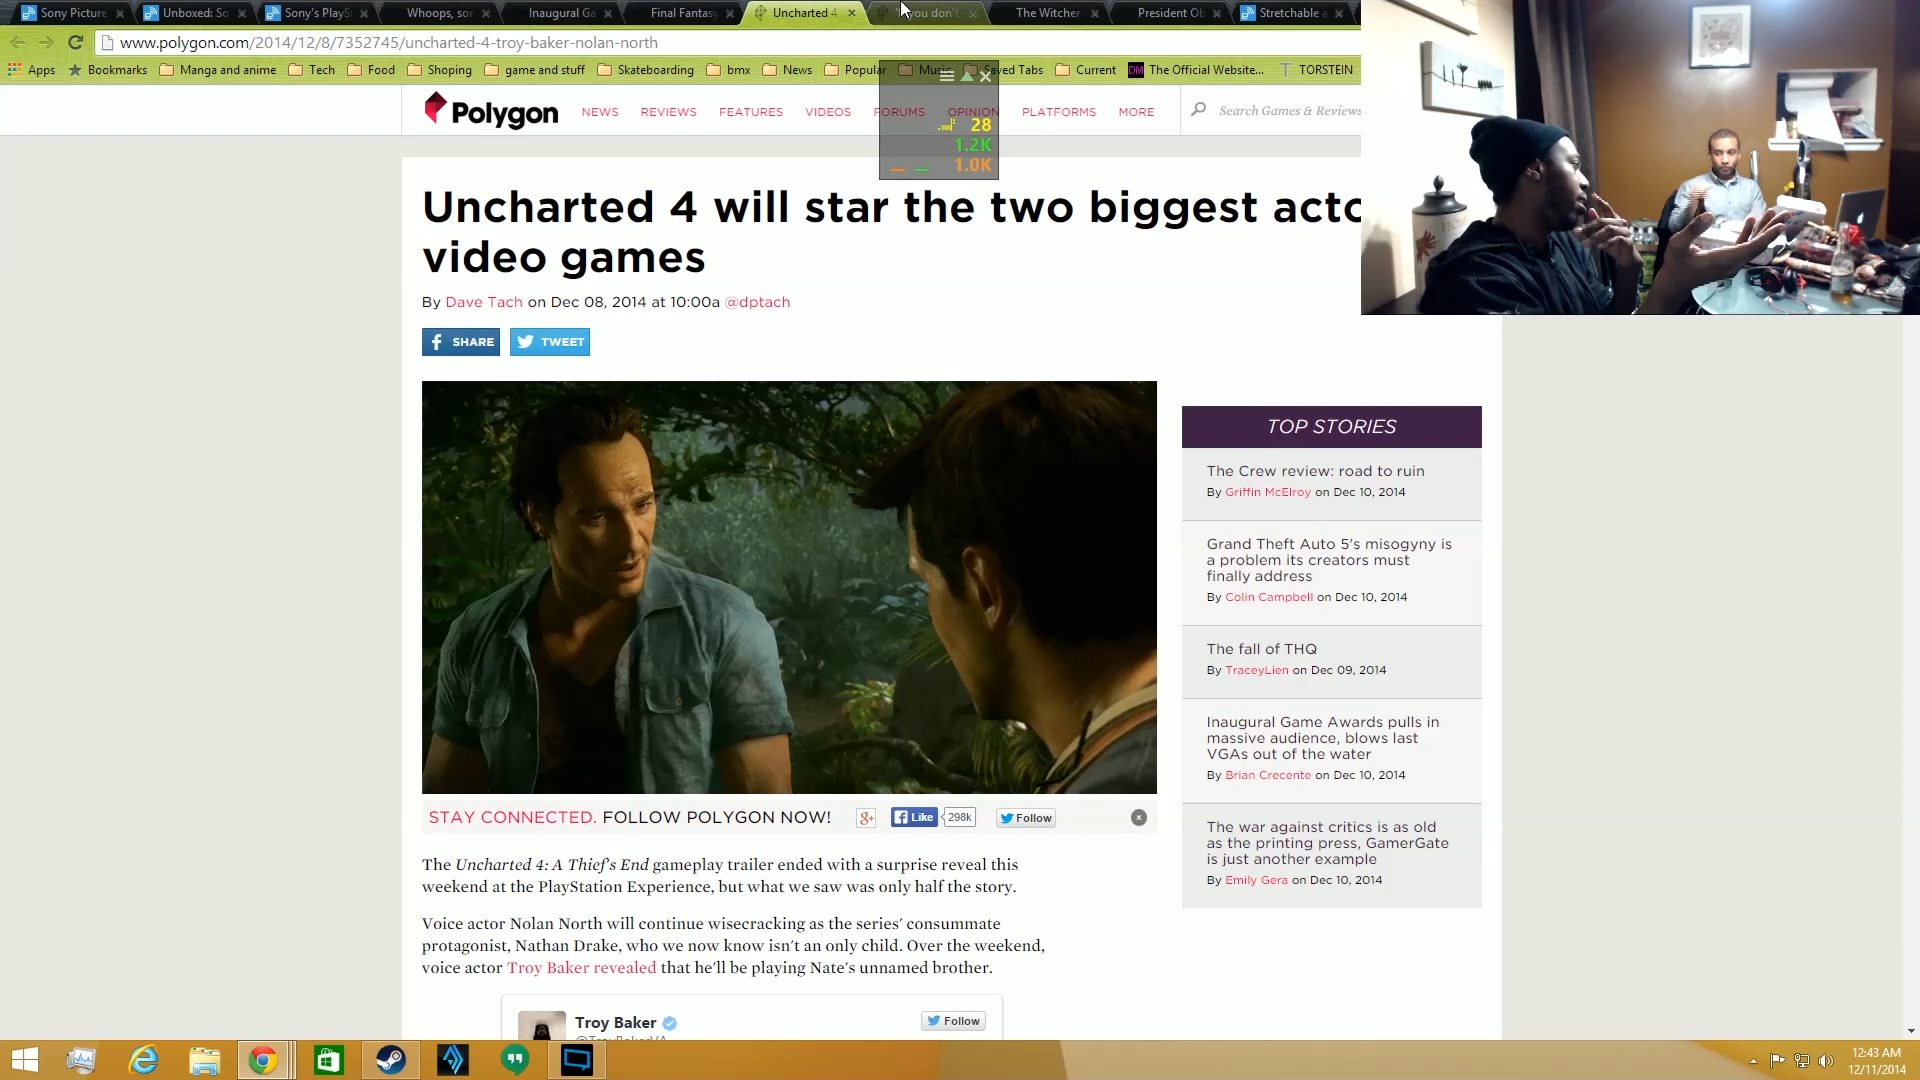 Sony Picture
Unboxed: So
Sony's PlayS
Whoops, sor
Inaugural Ga
Final Fantasy
Uncharted 4
you don't
The Witcher
President Ob
Stretchable a
www.polygon.com/2014/12/8/7352745/uncharted-4-troy-baker-nolan-north
Apps Bookmarks Manga and anime Tech Food Shoping game and stuff Skateboarding bmx News Popular Music Saved Tabs Current DM The Official Website... T TORSTEIN
Polygon NEWS REVIEWS FEATURES VIDEOS FORUMS OPINION PLATFORMS MORE Search Games & Reviews
28
1.2K
1.0K
Uncharted 4 will star the two biggest acto
video games
By Dave Tach on Dec 08, 2014 at 10:00a @dptach
SHARE TWEET
TOP STORIES
The Crew review: road to ruin
By Griffin McElroy on Dec 10, 2014
Grand Theft Auto 5's misogyny is
a problem its creators must
finally address
By Colin Campbell on Dec 10, 2014
The fall of THQ
By TraceyLien on Dec 09, 2014
Inaugural Game Awards pulls in
massive audience, blows last
VGAs out of the water
By Brian Crecente on Dec 10, 2014
The war against critics is as old
as the printing press, GamerGate
is just another example
By Emily Gera on Dec 10, 2014
STAY CONNECTED. FOLLOW POLYGON NOW! g+ Like 298k Follow
The Uncharted 4: A Thief's End gameplay trailer ended with a surprise reveal this
weekend at the PlayStation Experience, but what we saw was only half the story.
Voice actor Nolan North will continue wisecracking as the series' consummate
protagonist, Nathan Drake, who we now know isn't an only child. Over the weekend,
voice actor Troy Baker revealed that he'll be playing Nate's unnamed brother.
Troy Baker Follow
12:43 AM
12/11/2014